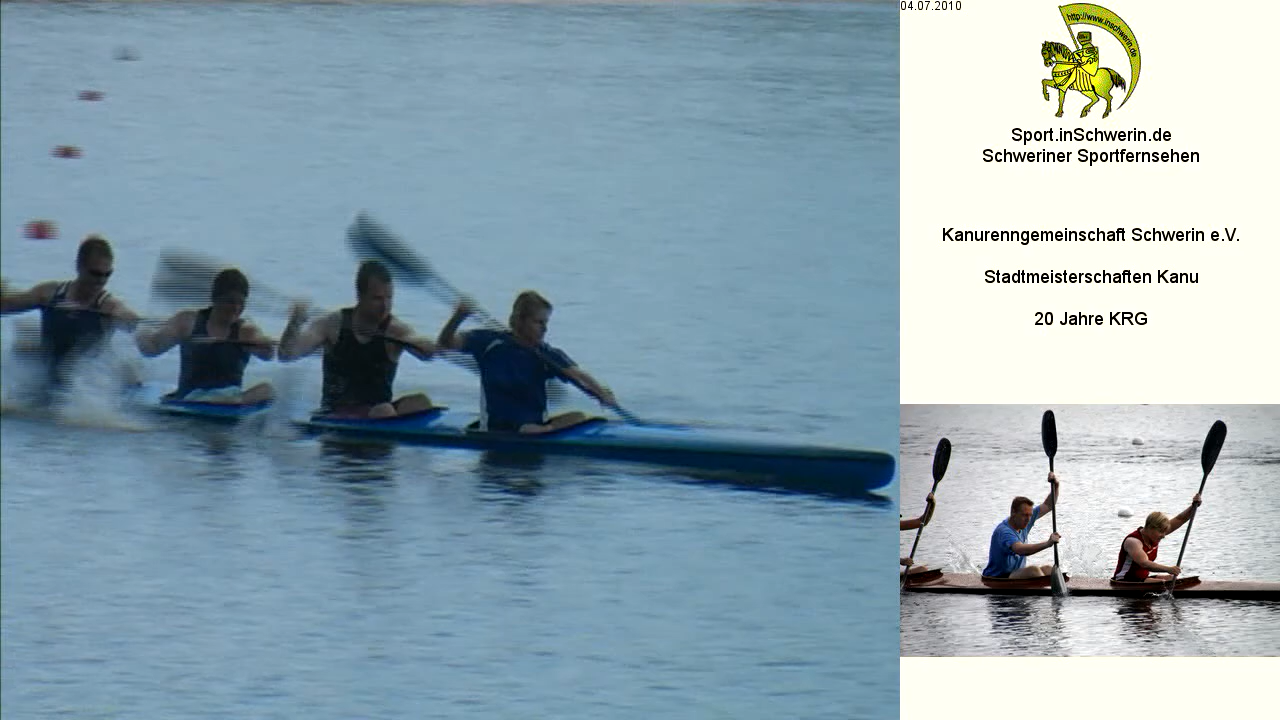 04.07.2010
http://www.inschwerin.de
Sport.inSchwerin.de
Schweriner Sportfernsehen
Kanurenngemeinschaft Schwerin e.V.
Stadtmeisterschaften Kanu
20 Jahre KRG